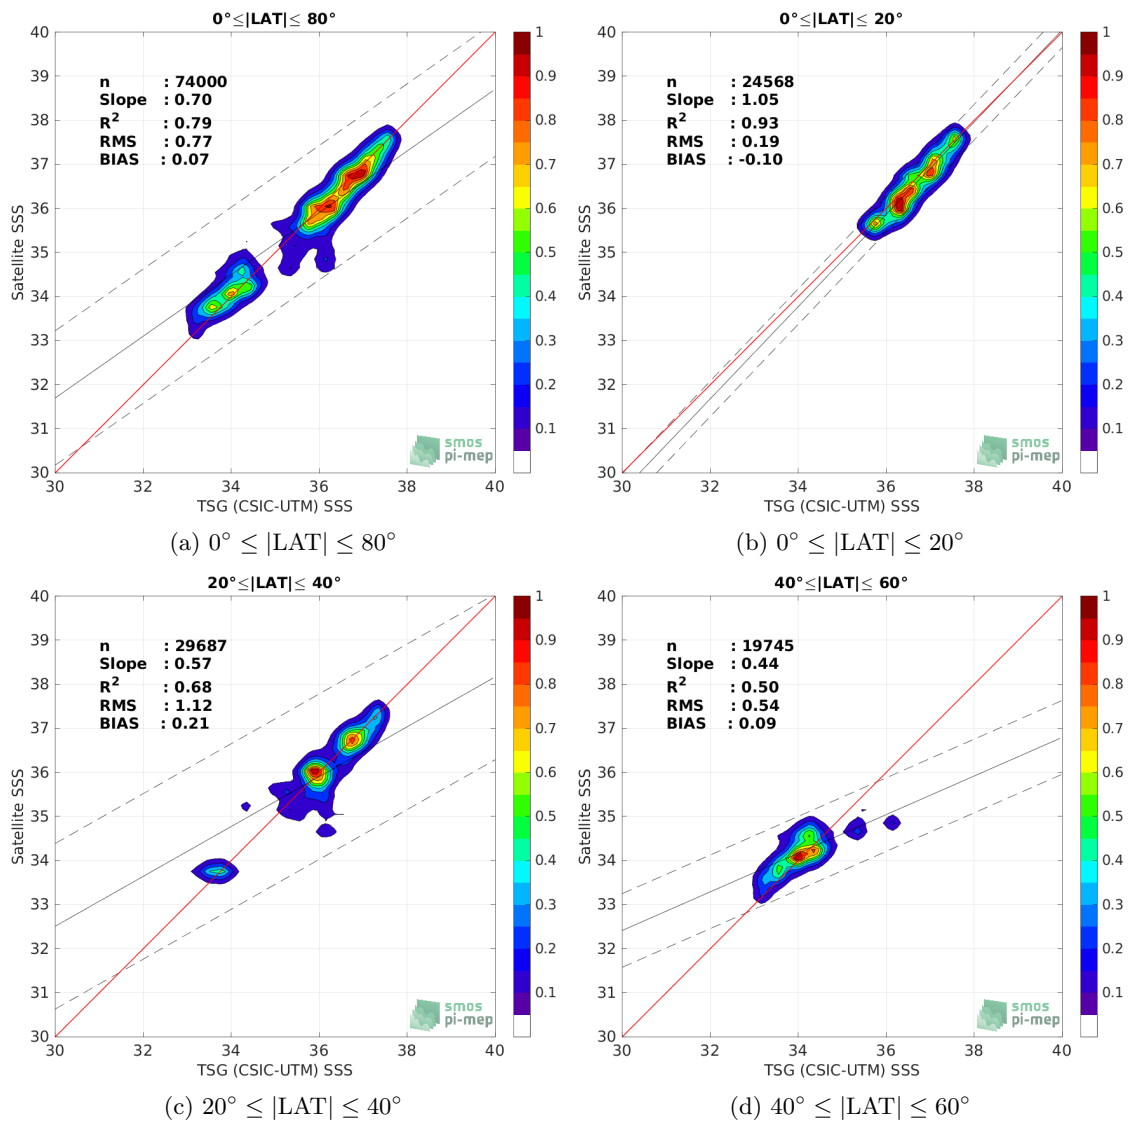 0°≤|LAT|≤ 80°
n : 74000
Slope : 0.70
R2 : 0.79
RMS : 0.77
BIAS : 0.07
Satellite SSS
40
39
38
37
36
35
34
33
32
31
30
30 32 34 36 38 40
TSG (CSIC-UTM) SSS
1
0.9
0.8
0.7
0.6
0.5
0.4
0.3
0.2
0.1
smos
pi-mep
(a) 0° ≤ |LAT| ≤ 80°
0°≤|LAT|≤ 20°
n : 24568
Slope : 1.05
R2 : 0.93
RMS : 0.19
BIAS : -0.10
Satellite SSS
40
39
38
37
36
35
34
33
32
31
30
30 32 34 36 38 40
TSG (CSIC-UTM) SSS
1
0.9
0.8
0.7
0.6
0.5
0.4
0.3
0.2
0.1
smos
pi-mep
(b) 0° ≤ |LAT| ≤ 20°
20°≤|LAT|≤ 40°
n : 29687
Slope : 0.57
R2 : 0.68
RMS : 1.12
BIAS : 0.21
Satellite SSS
40
39
38
37
36
35
34
33
32
31
30
30 32 34 36 38 40
TSG (CSIC-UTM) SSS
1
0.9
0.8
0.7
0.6
0.5
0.4
0.3
0.2
0.1
smos
pi-mep
(c) 20° ≤ |LAT| ≤ 40°
40°≤|LAT|≤ 60°
n : 19745
Slope : 0.44
R2 : 0.50
RMS : 0.54
BIAS : 0.09
Satellite SSS
40
39
38
37
36
35
34
33
32
31
30
30 32 34 36 38 40
TSG (CSIC-UTM) SSS
1
0.9
0.8
0.7
0.6
0.5
0.4
0.3
0.2
0.1
smos
pi-mep
(d) 40° ≤ |LAT| ≤ 60°